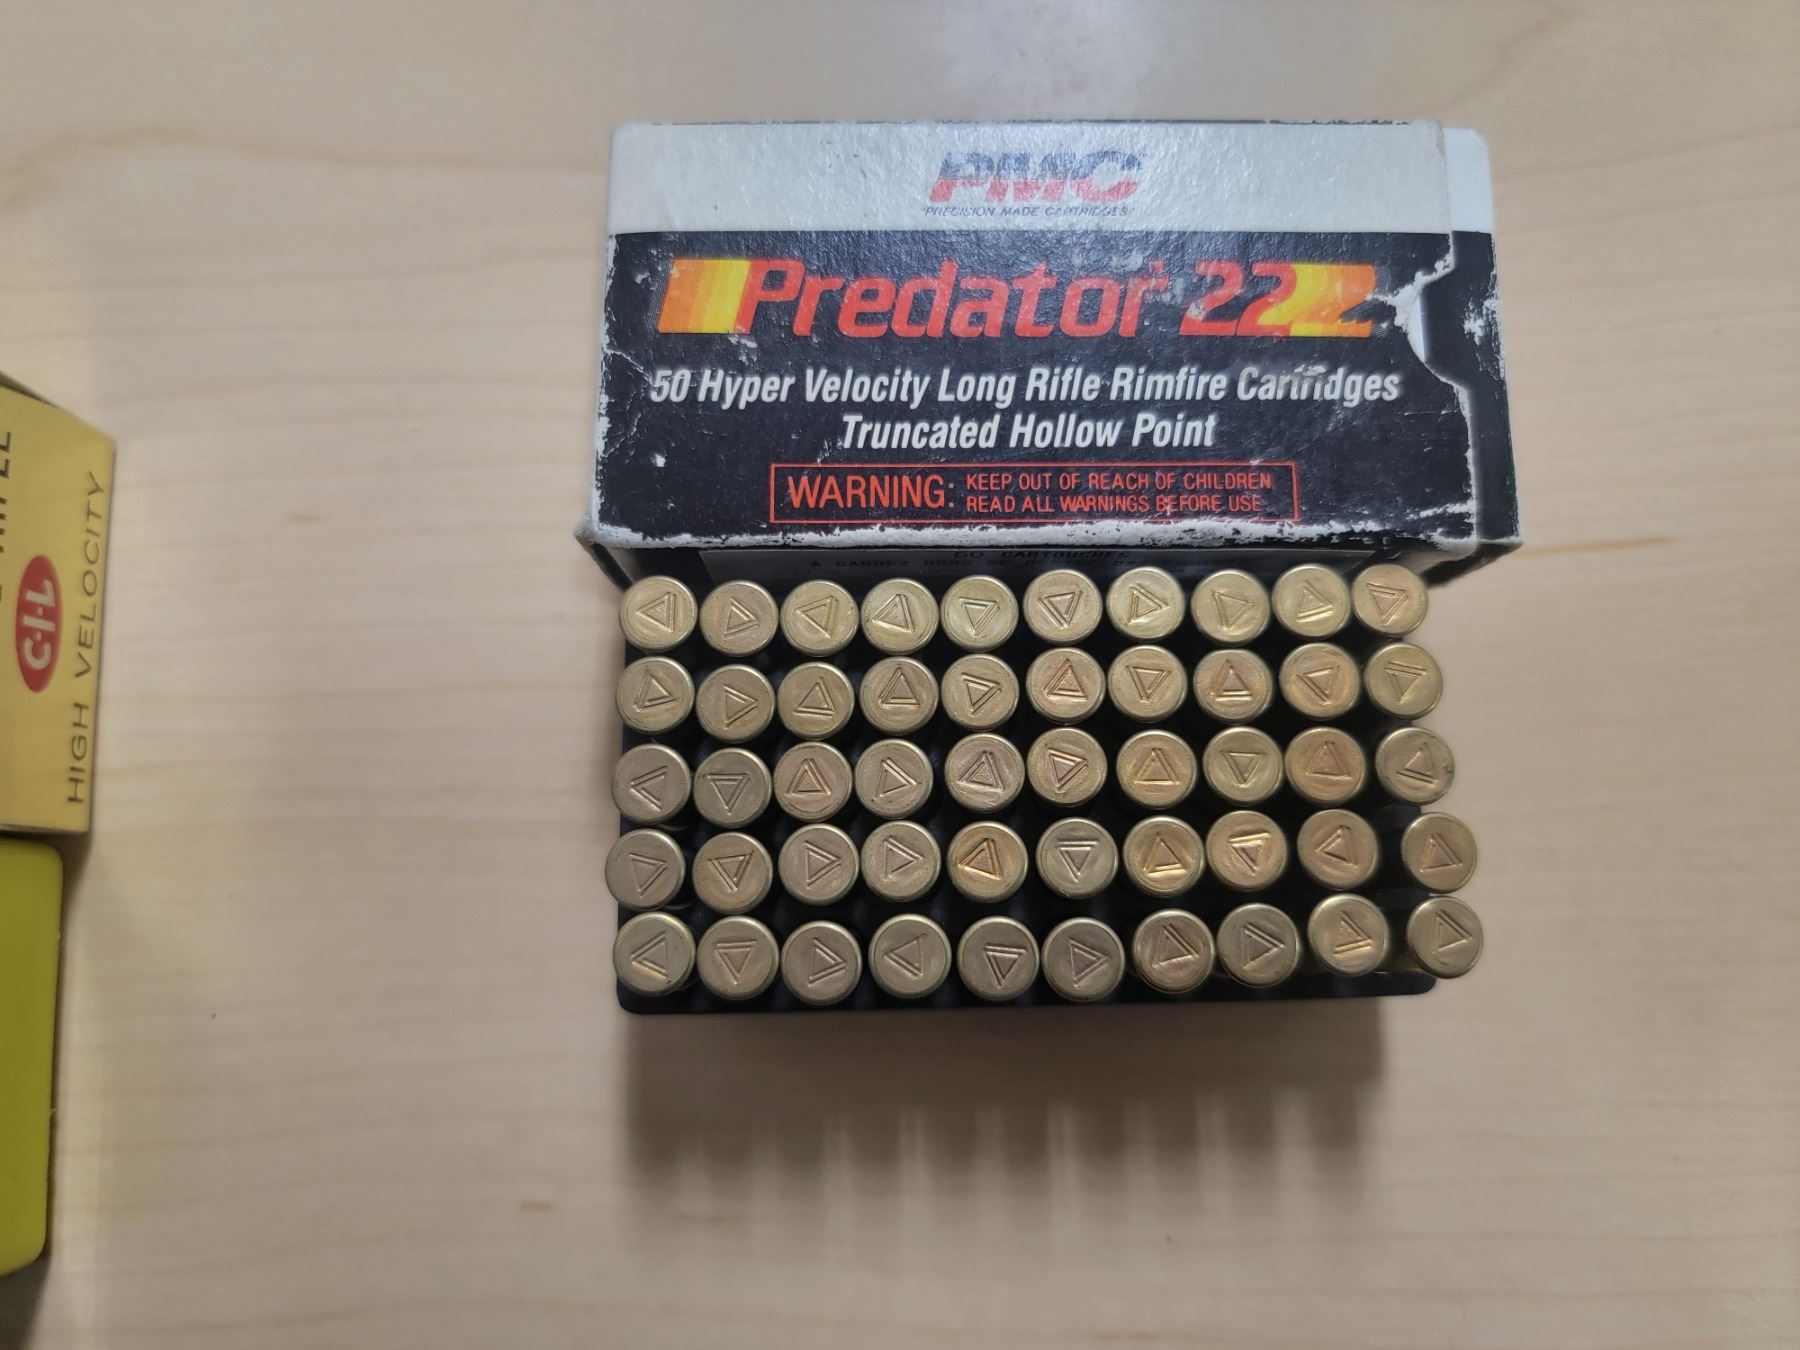 PMC
"PRECISION MADE CARTRIDGES"
Predator 22
50 Hyper Velocity Long Rifle Rimfire Cartridges
Truncated Hollow Point
WARNING: KEEP OUT OF REACH OF CHILDREN
READ ALL WARNINGS BEFORE USE
50 CARTOUCHES
C-I-L
HIGH VELOCITY